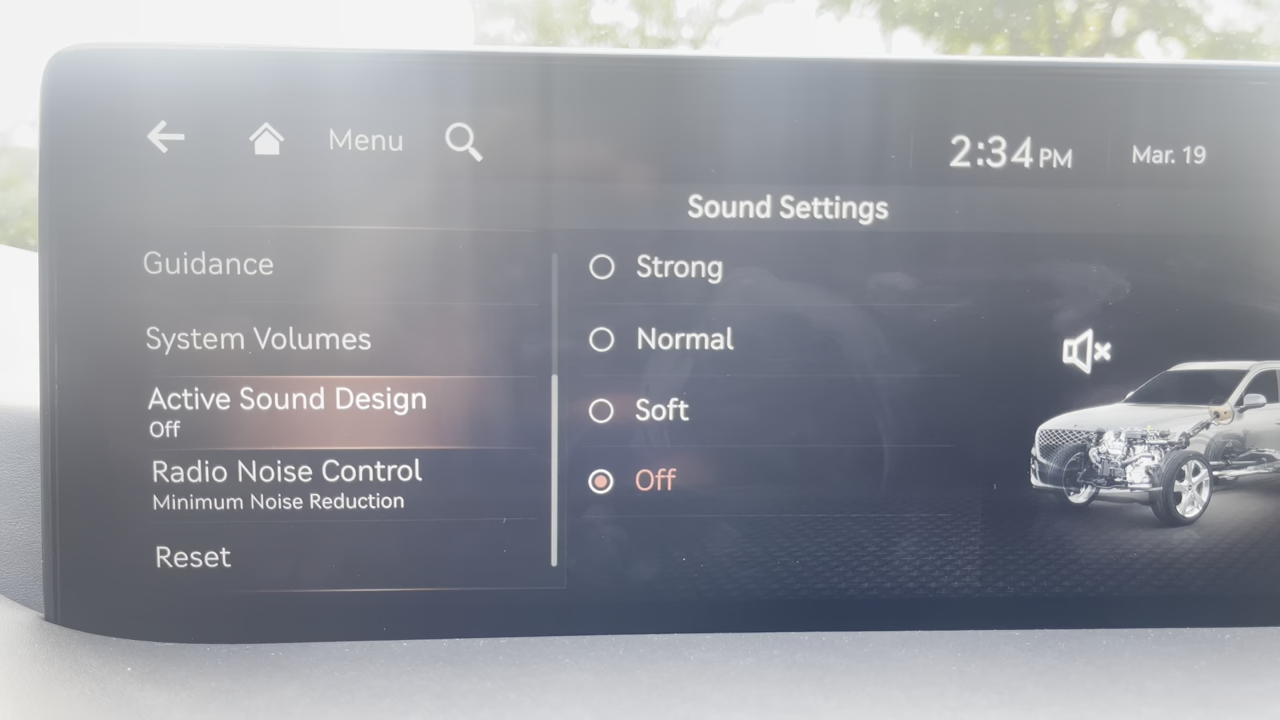 Menu
2:34 PM
Mar. 19
Sound Settings
Guidance
System Volumes
Active Sound Design
Off
Radio Noise Control
Minimum Noise Reduction
Reset
Strong
Normal
Soft
Off